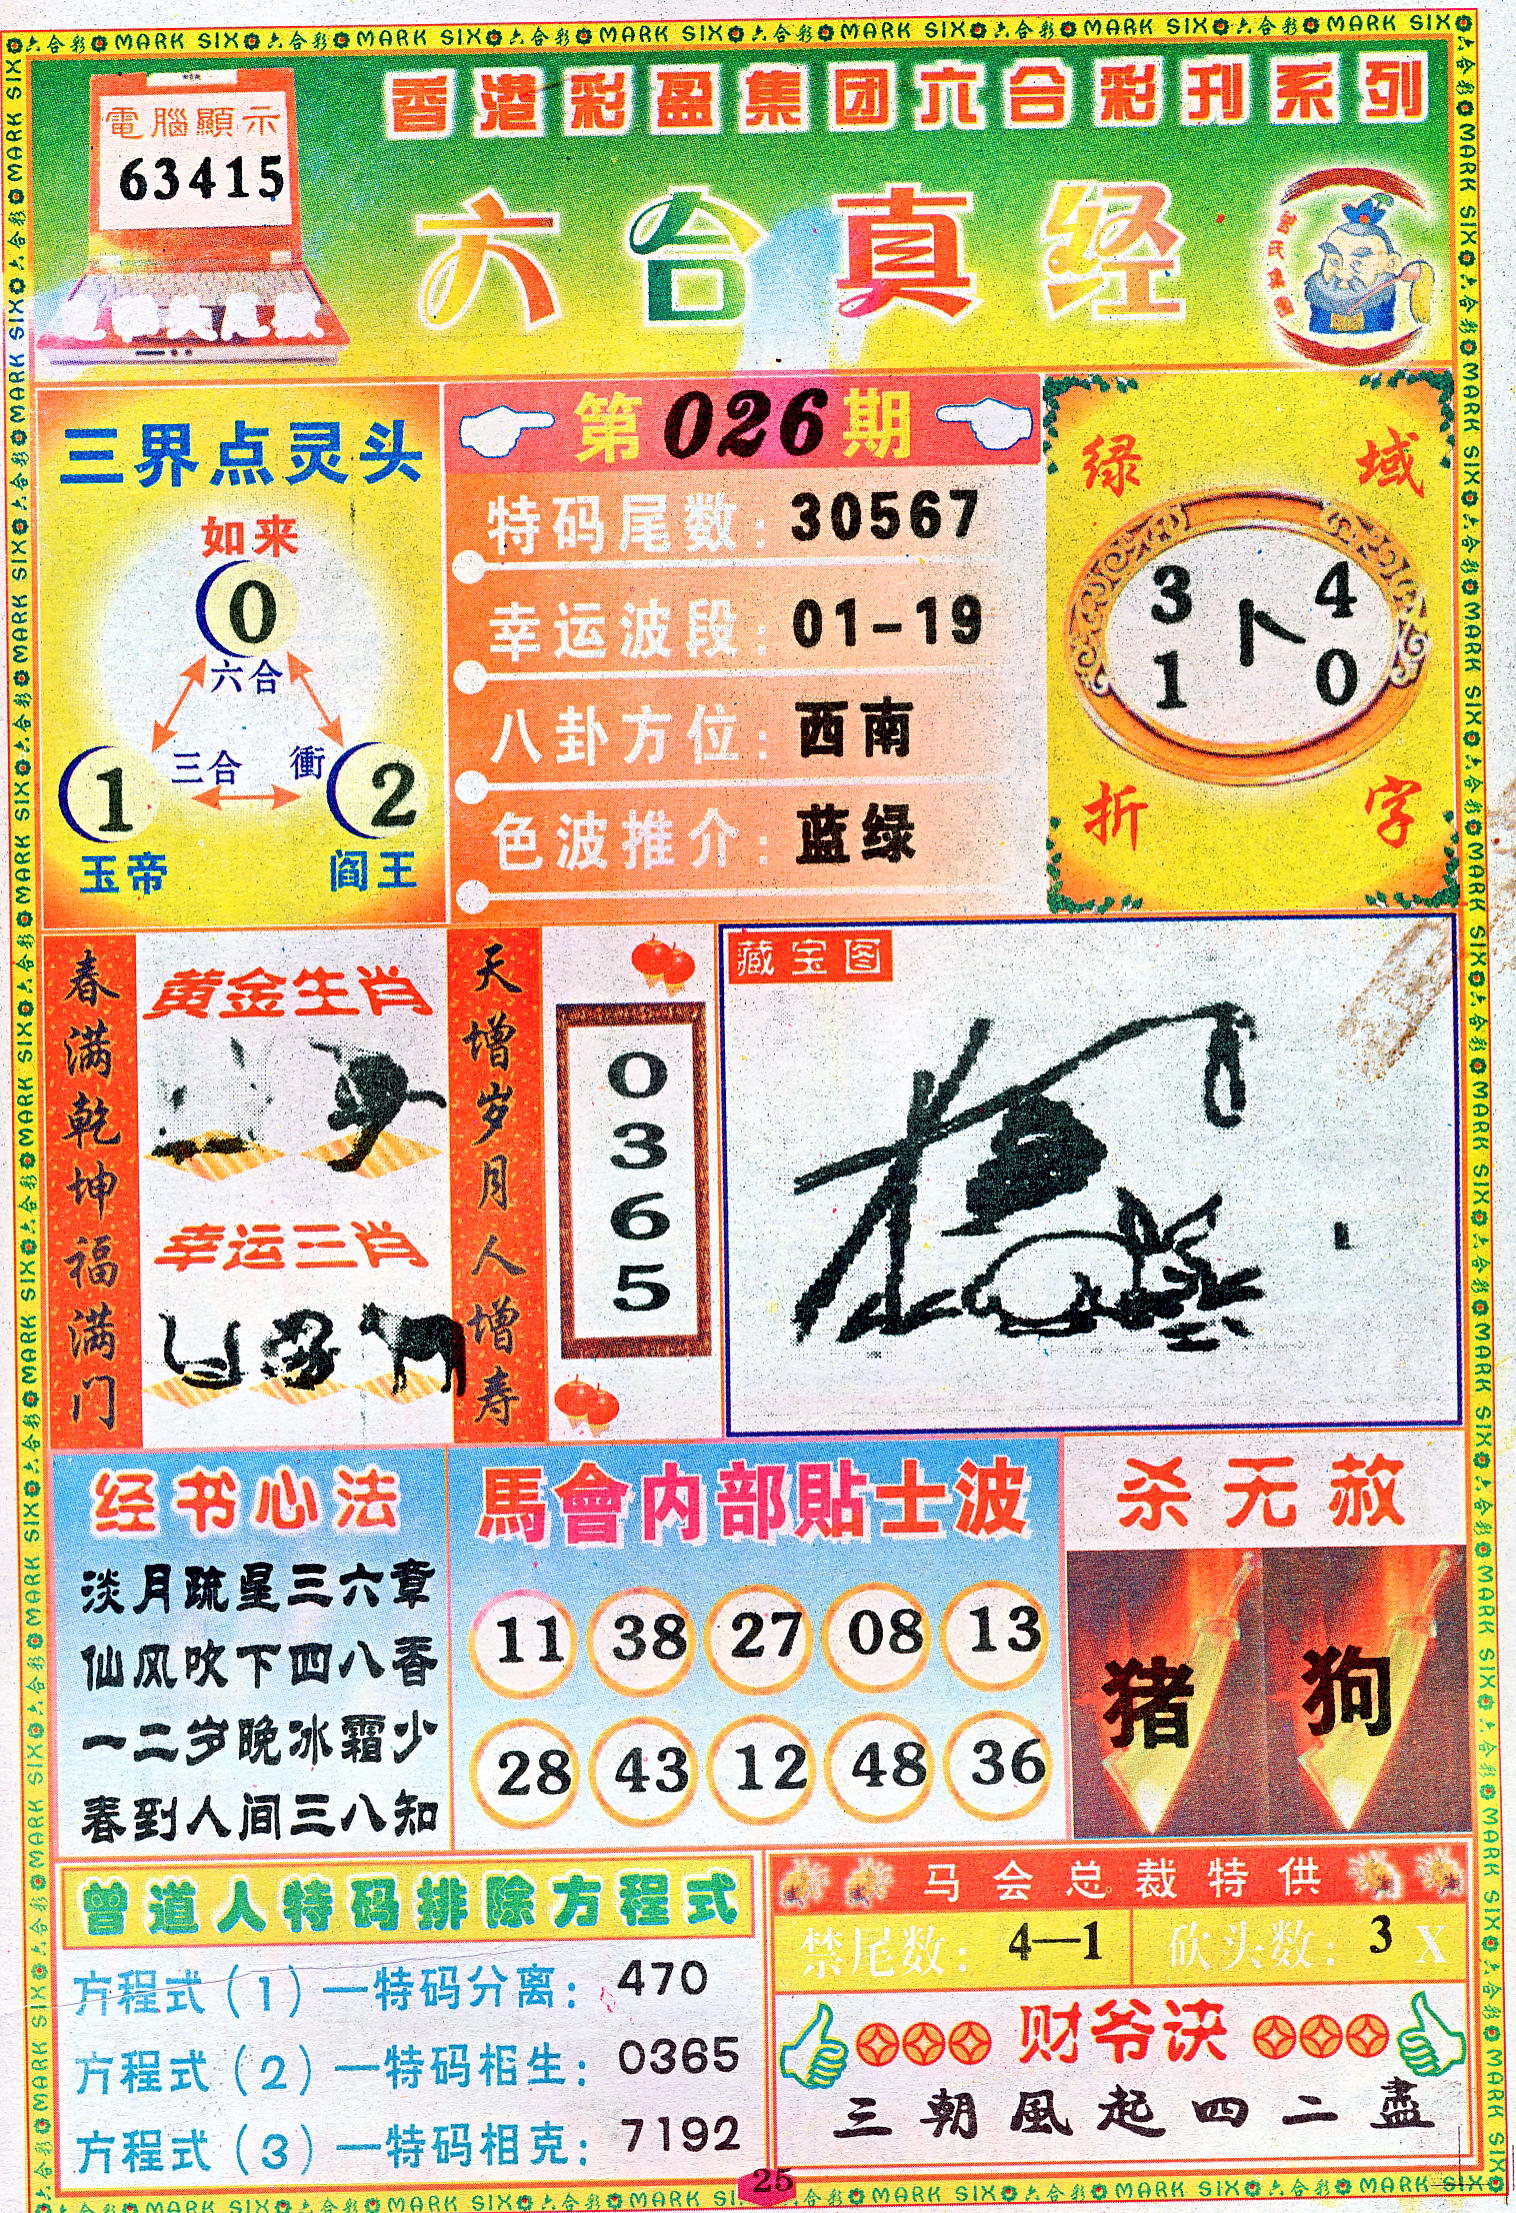 香港彩盈集团六合彩刊系列
電腦顯示
63415
六合真经
第026期
三界点灵头
如来
0
六合
三合 衝
1 2
玉帝 阎王
特码尾数：30567
幸运波段：01-19
八卦方位：西南
色波推介：蓝绿
绿域
3 4
1 0
折字
春满乾坤福满门
黄金生肖
幸运三肖
天增岁月人增寿
0
3
6
5
藏宝图
经书心法
淡月疏星三六章
仙风吹下四八香
一二岁晚冰霜少
春到人间三八知
馬會内部貼士波
11 38 27 08 13
28 43 12 48 36
杀无赦
猪 狗
曾道人特码排除方程式
方程式（1）—特码分离：470
方程式（2）—特码相生：0365
方程式（3）—特码相克：7192
马会总裁特供
禁尾数：4—1 砍头数：3 X
财爷诀
三朝風起四二盡
25